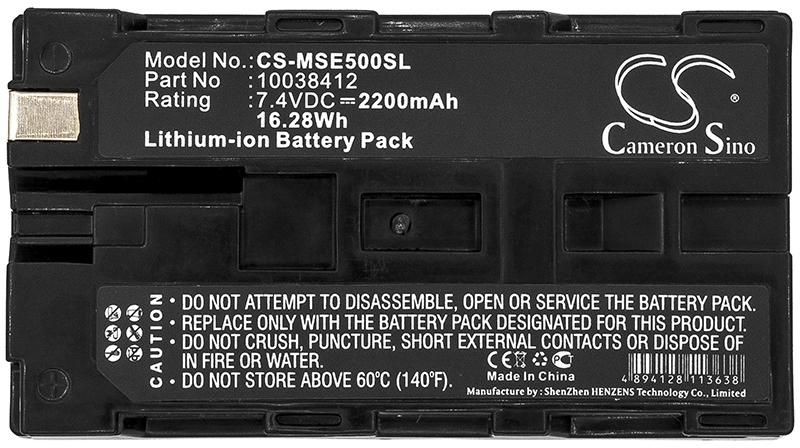 Model No.: CS-MSE500SL
Part No :10038412
Rating :7.4VDC⎓2200mAh
16.28Wh
Lithium-ion Battery Pack
CS
Cameron Sino
• DO NOT ATTEMPT TO DISASSEMBLE, OPEN OR SERVICE THE BATTERY PACK.
• REPLACE ONLY WITH A BATTERY PACK DESIGNATED FOR THIS PRODUCT.
• DO NOT CRUSH, PUNCTURE, SHORT EXTERNAL CONTACTS OR DISPOSE OF
IN FIRE OR WATER.
• DO NOT STORE ABOVE 60°C (140°F).
CE
4 894128 113638
Manufacture by : ShenZhen HENZENS Technology Co., Limited
Made in China